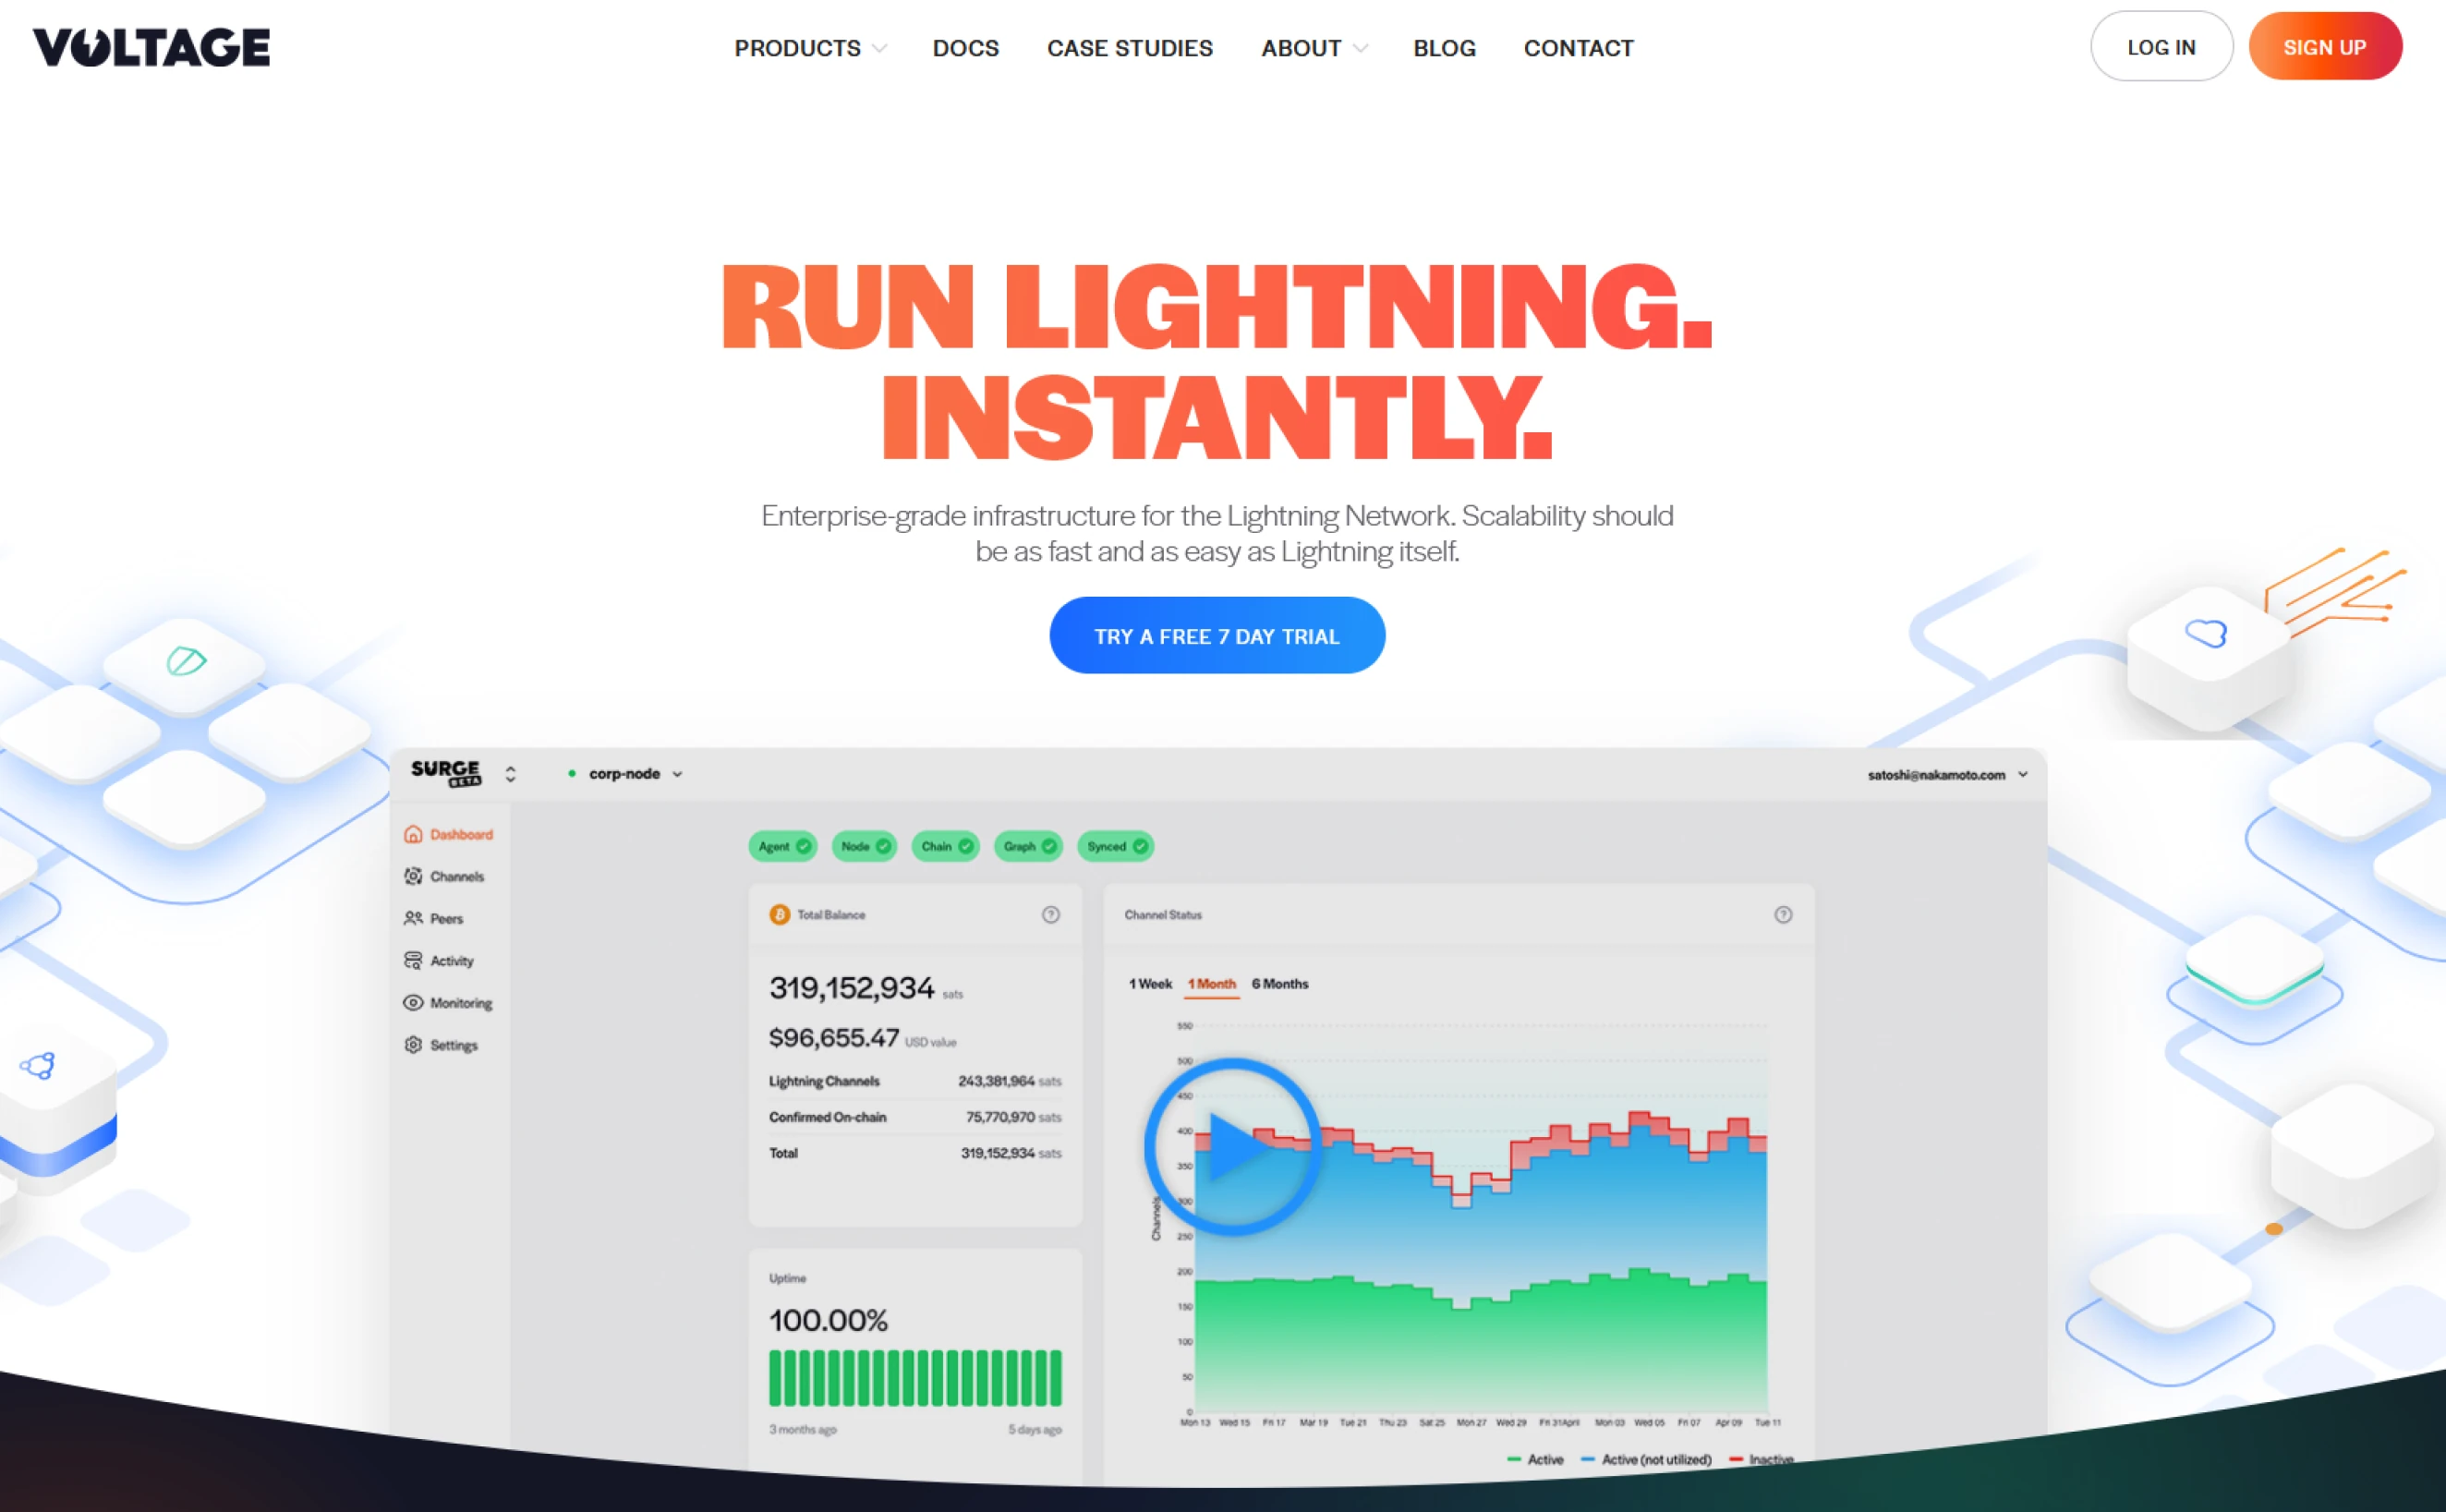 VOLTAGE
PRODUCTS DOCS CASE STUDIES ABOUT BLOG CONTACT
LOG IN SIGN UP
RUN LIGHTNING.
INSTANTLY.
Enterprise-grade infrastructure for the Lightning Network. Scalability should
be as fast and as easy as Lightning itself.
TRY A FREE 7 DAY TRIAL
SURGE
BETA
corp-node
satoshi@nakamoto.com
Dashboard
Channels
Peers
Activity
Monitoring
Settings
Agent Node Chain Graph Synced
Total Balance
319,152,934 sats
$96,655.47 USD value
Lightning Channels 243,381,964 sats
Confirmed On-chain 75,770,970 sats
Total 319,152,934 sats
Uptime
100.00%
3 months ago 5 days ago
Channel Status
1 Week 1 Month 6 Months
550
500
450
400
350
300
250
200
150
100
50
0
Channels
Mon 13 Wed 15 Fri 17 Mar 19 Tue 21 Thu 23 Sat 25 Mon 27 Wed 29 Fri 31 April Mon 03 Wed 05 Fri 07 Apr 09 Tue 11
Active Active (not utilized) Inactive